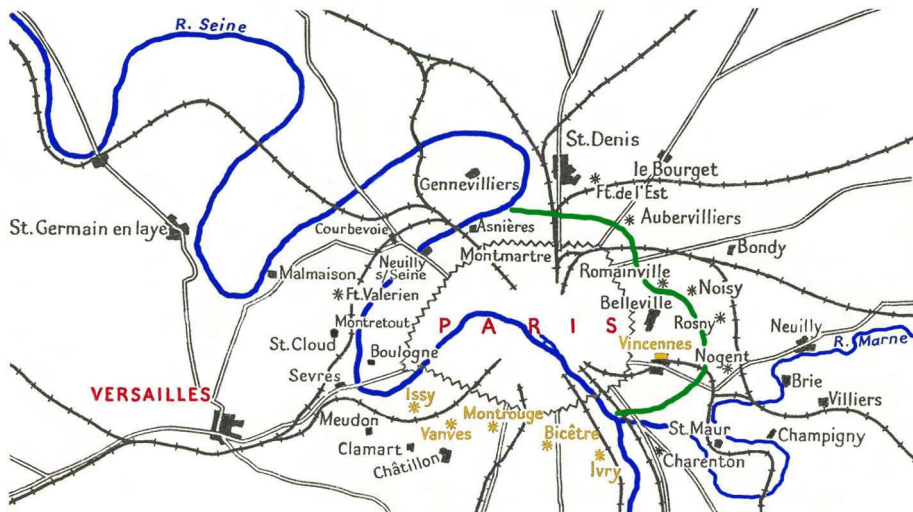 R. Seine
St. Denis
le Bourget
Gennevilliers
Ft. de l'Est
St. Germain en laye
Courbevoie
Asnières
Aubervilliers
Neuilly
s/Seine
Montmartre
Bondy
Malmaison
Romainville
Noisy
Ft. Valerien
Belleville
Montretout
PARIS
Rosny
Neuilly
St. Cloud
R. Marne
Boulogne
Vincennes
Nogent
Sevres
Brie
VERSAILLES
Issy
Villiers
Meudon
Vanves
Montrouge
Bicêtre
St. Maur
Champigny
Clamart
Châtillon
Ivry
Charenton